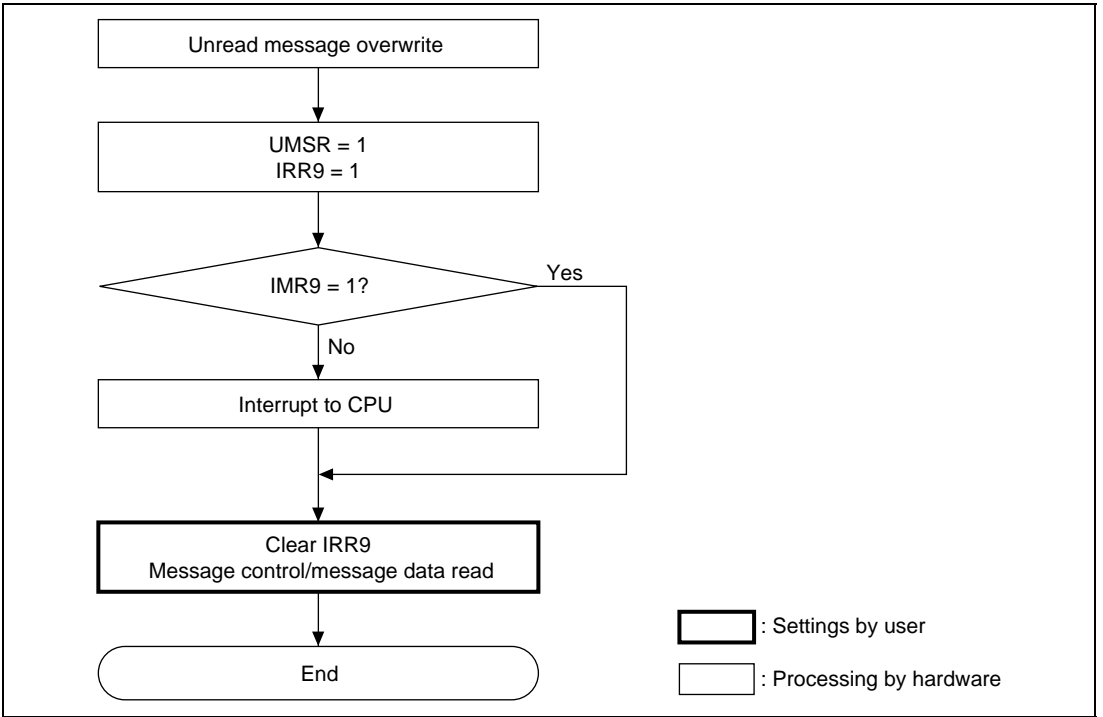 Unread message overwrite
UMSR = 1
IRR9 = 1
IMR9 = 1?
Yes
No
Interrupt to CPU
Clear IRR9
Message control/message data read
End
: Settings by user
: Processing by hardware